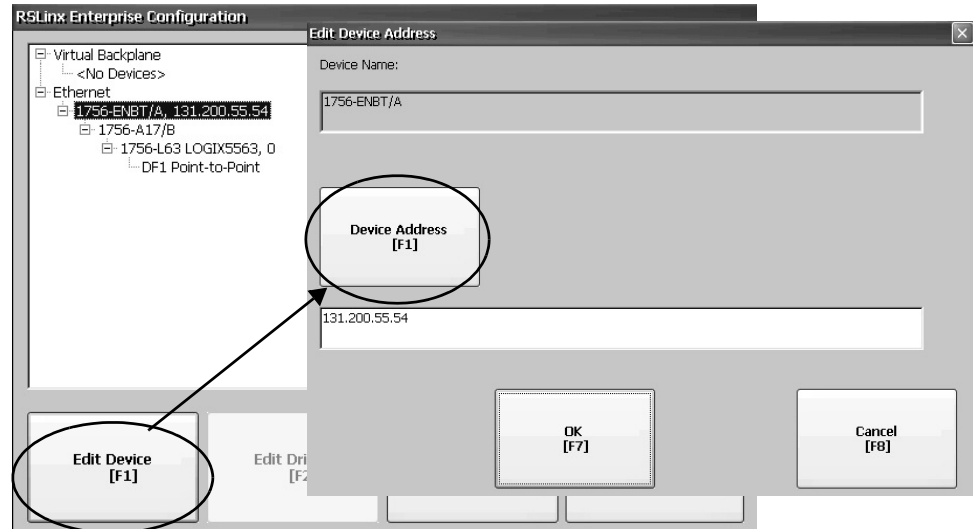 RSLinx Enterprise Configuration
Virtual Backplane
<No Devices>
Ethernet
1756-ENBT/A, 131.200.55.54
1756-A17/B
1756-L63 LOGIX5563, 0
DF1 Point-to-Point
Edit Device
[F1]
Edit Dri
[F2
Edit Device Address
Device Name:
1756-ENBT/A
Device Address
[F1]
131.200.55.54
OK
[F7]
Cancel
[F8]